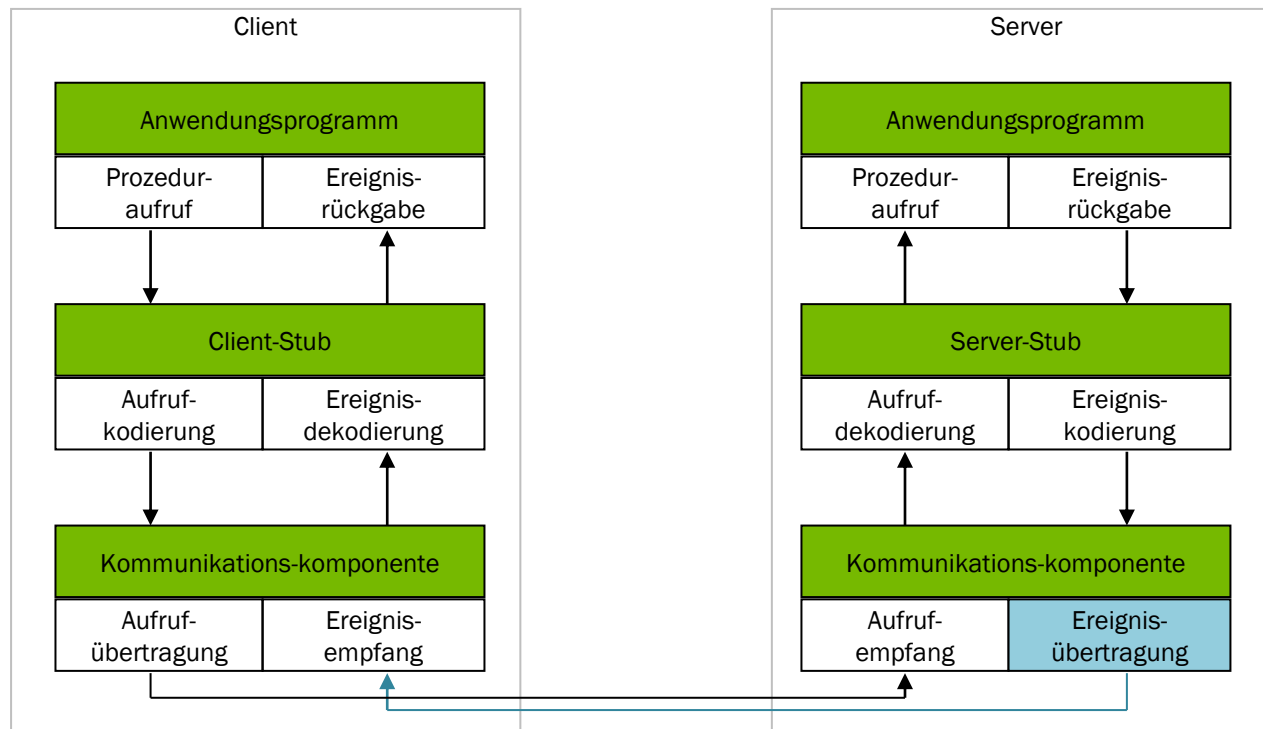 Client
Anwendungsprogramm
Prozedur-
aufruf
Ereignis-
rückgabe
Client-Stub
Aufruf-
kodierung
Ereignis-
dekodierung
Kommunikations-komponente
Aufruf-
übertragung
Ereignis-
empfang
Server
Anwendungsprogramm
Prozedur-
aufruf
Ereignis-
rückgabe
Server-Stub
Aufruf-
dekodierung
Ereignis-
kodierung
Kommunikations-komponente
Aufruf-
empfang
Ereignis-
übertragung